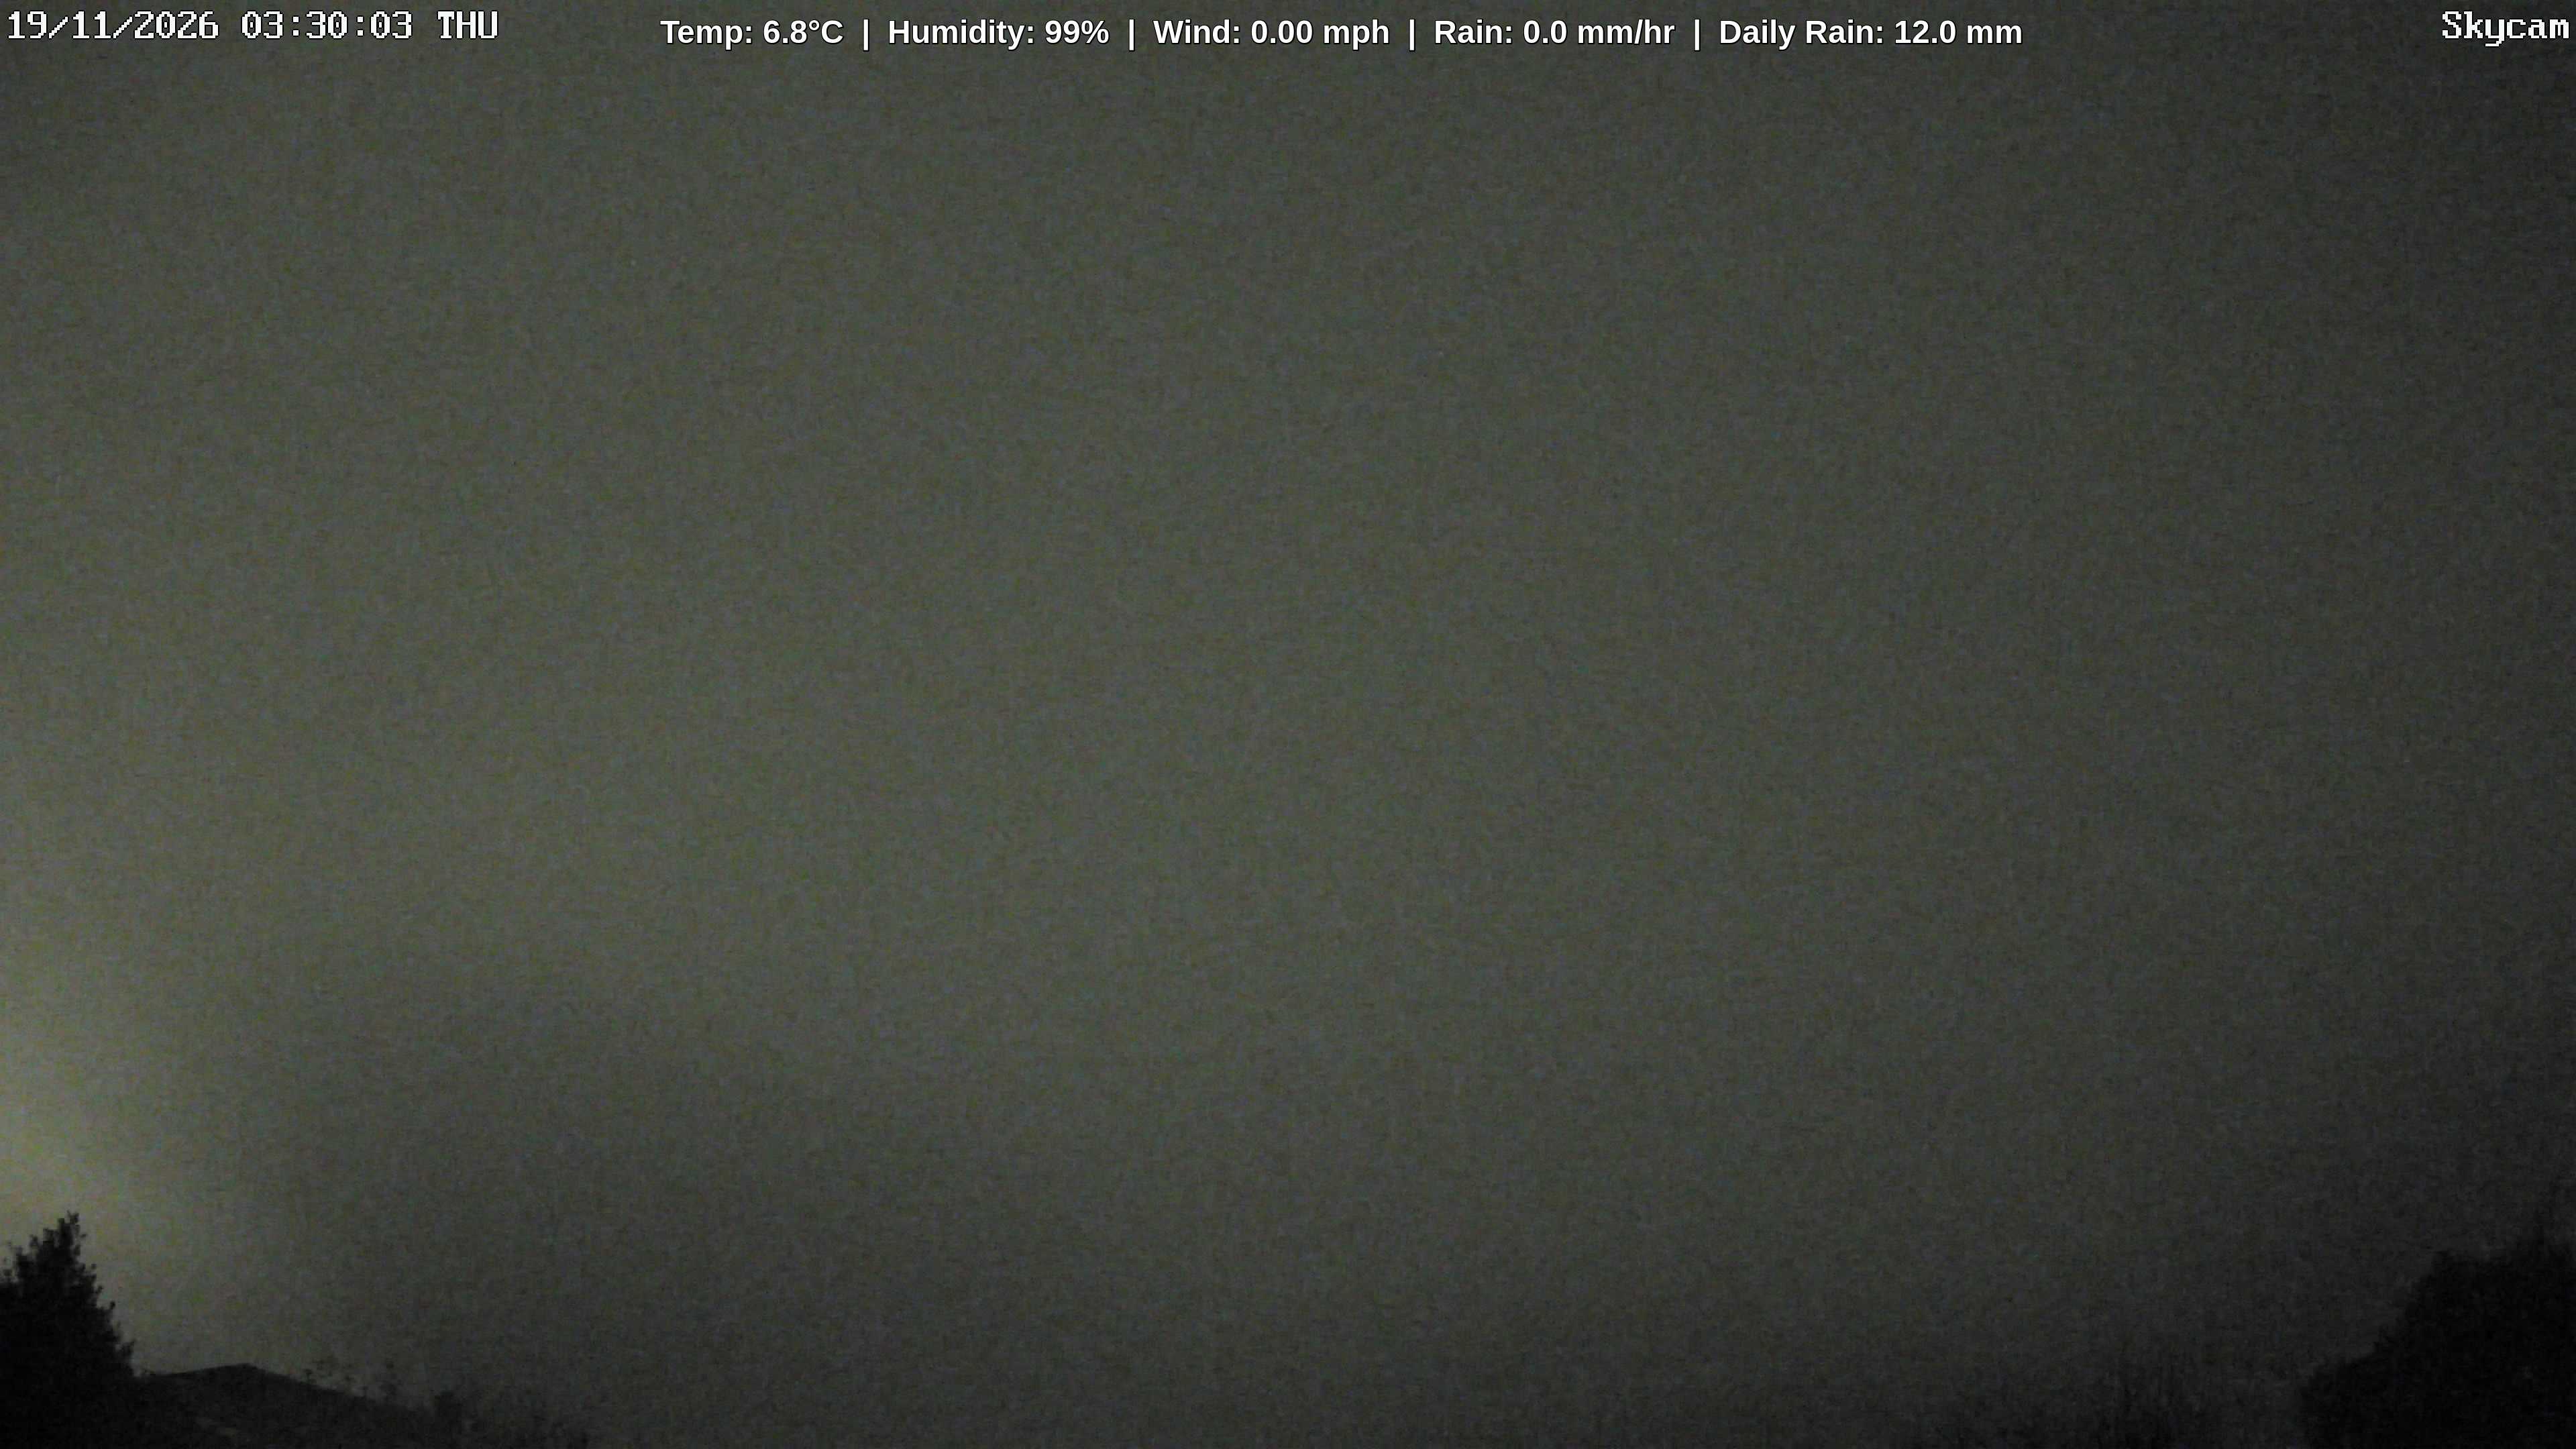 19/11/2026 03:30:03 THU
Temp: 6.8°C | Humidity: 99% | Wind: 0.00 mph | Rain: 0.0 mm/hr | Daily Rain: 12.0 mm
Skycam